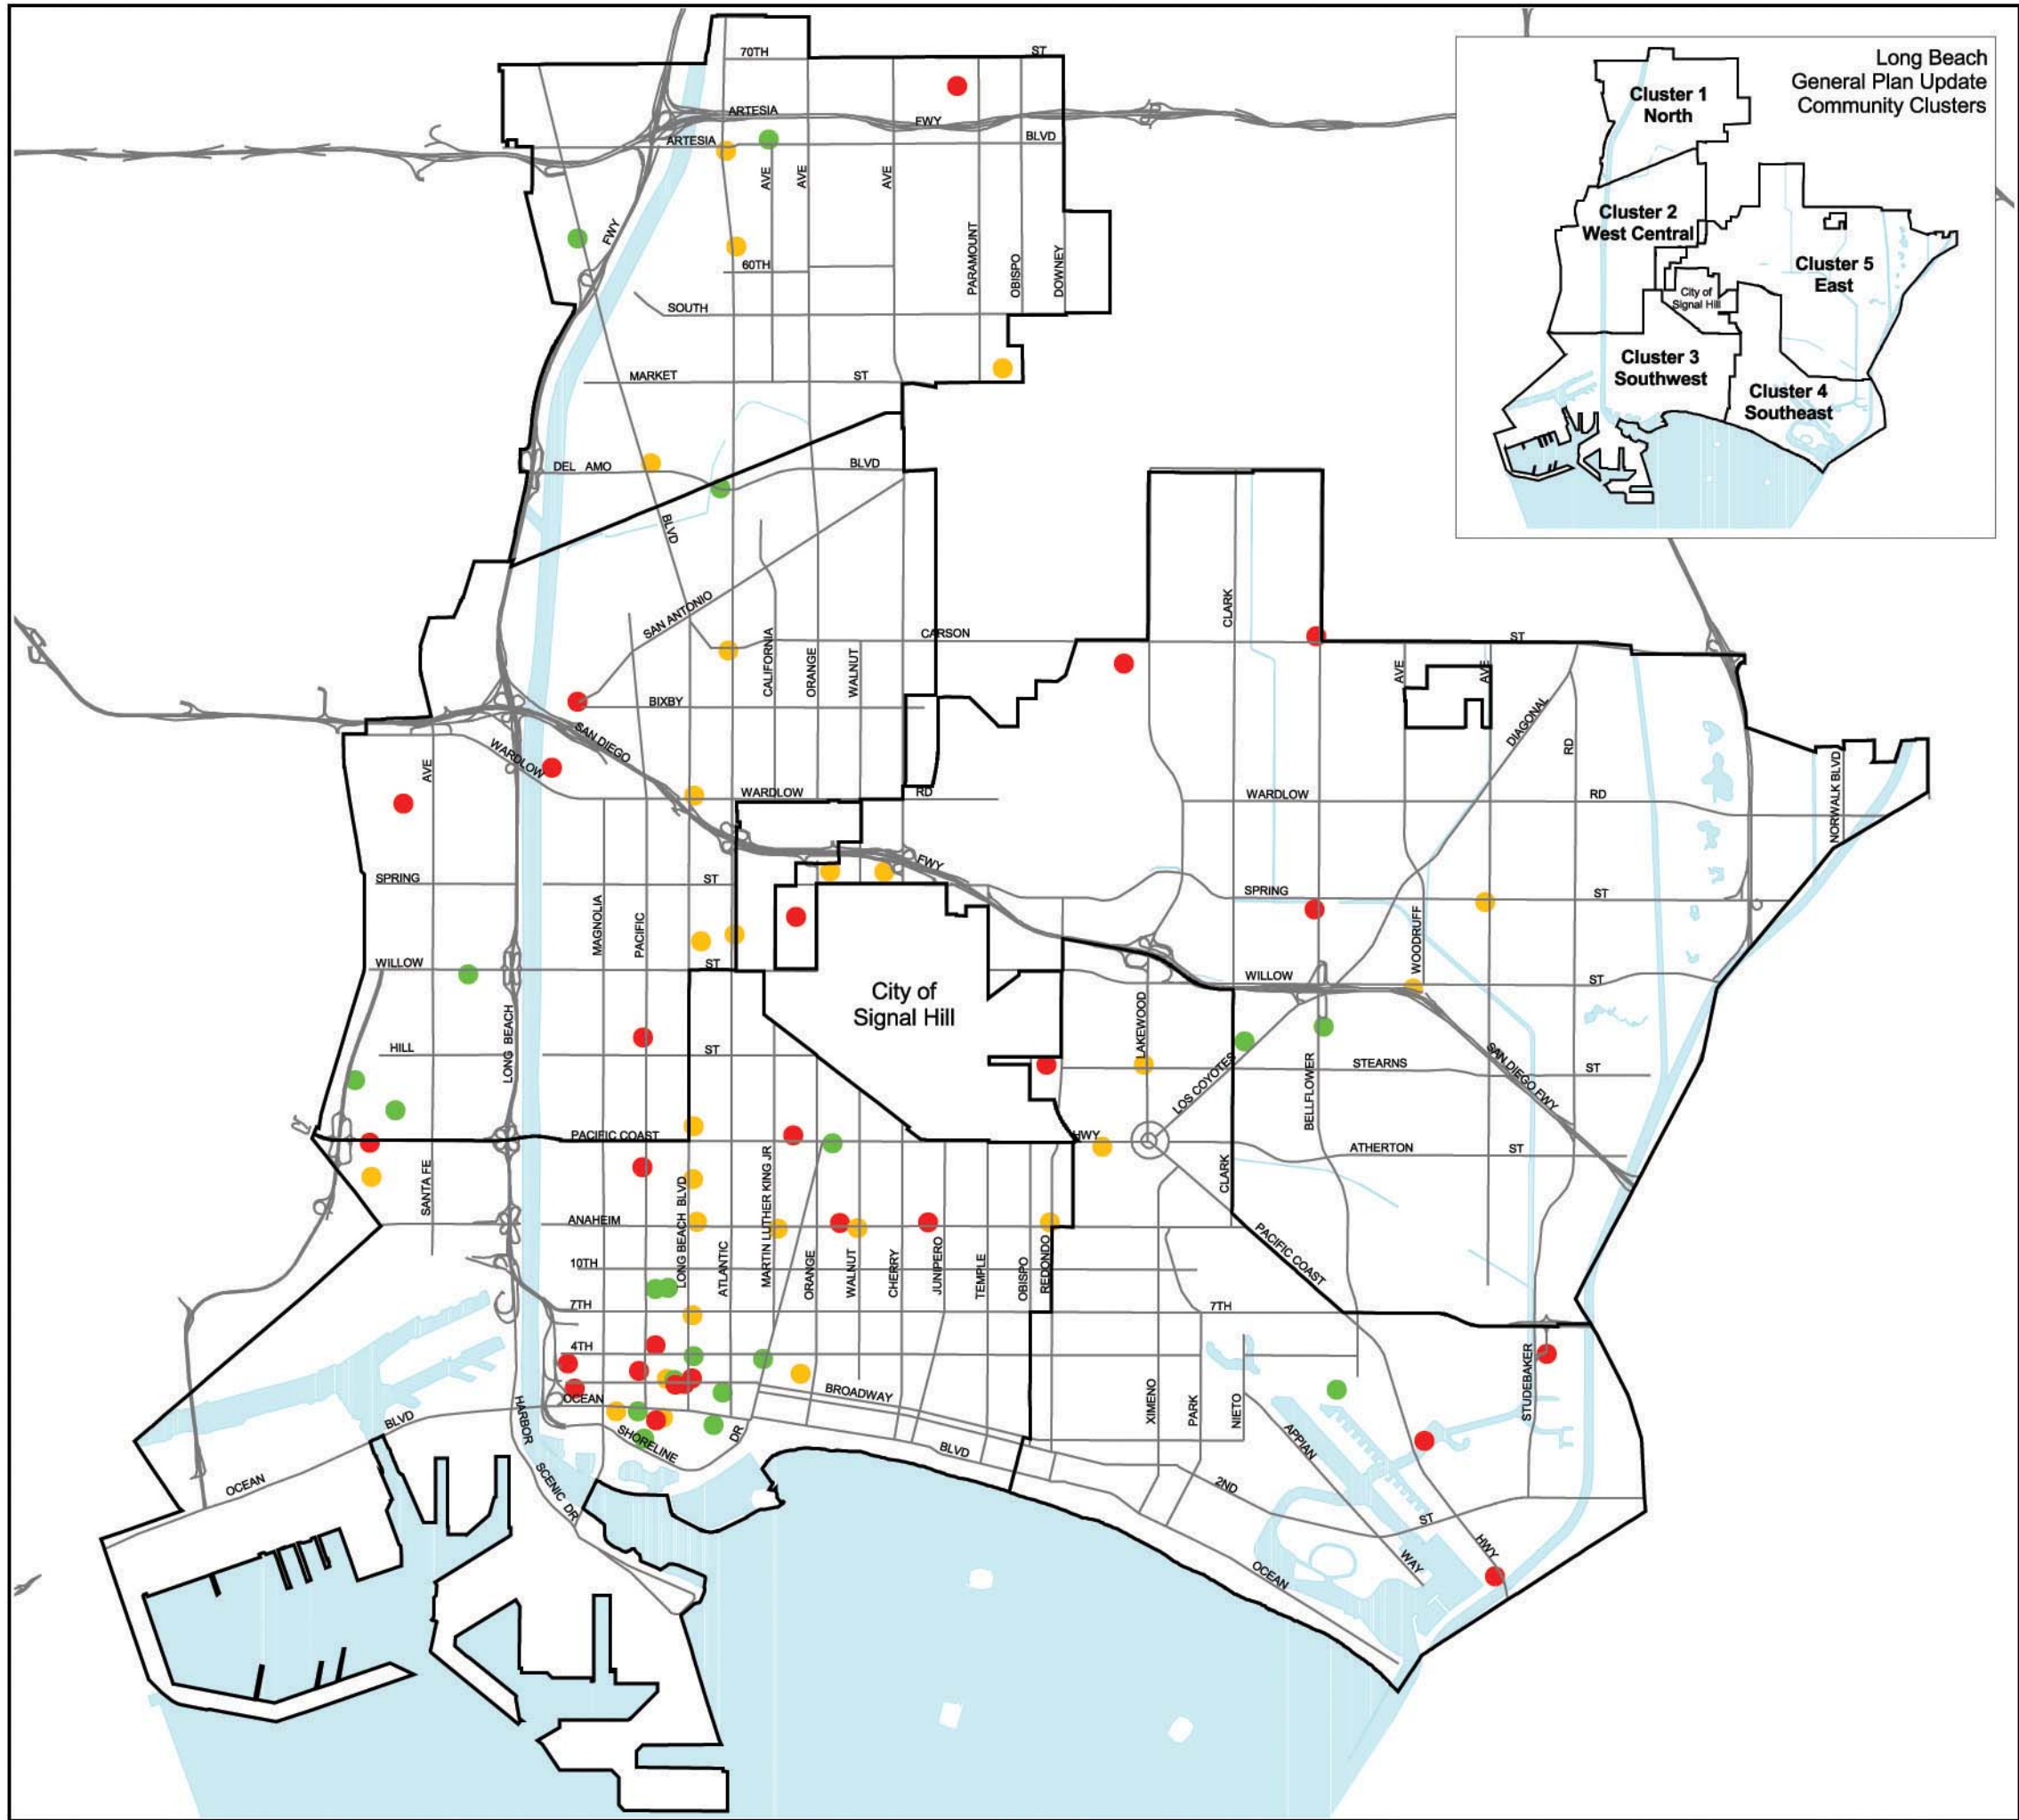 Long Beach
General Plan Update
Community Clusters
Cluster 1
North
Cluster 2
West Central
Cluster 5
East
City of
Signal Hill
Cluster 3
Southwest
Cluster 4
Southeast
70TH
ST
ARTESIA
FWY
ARTESIA
BLVD
AVE
AVE
AVE
FWY
60TH
PARAMOUNT
OBISPO
DOWNEY
SOUTH
MARKET
ST
DEL AMO
BLVD
BLVD
SAN ANTONIO
CARSON
ST
CLARK
CALIFORNIA
ORANGE
WALNUT
AVE
AVE
BIXBY
SAN DIEGO
WARDLOW
DIAGONAL
RD
AVE
WARDLOW
RD
WARDLOW
RD
NORWALK BLVD
FWY
SPRING
ST
SPRING
ST
MAGNOLIA
PACIFIC
WOODRUFF
WILLOW
ST
WILLOW
ST
City of
Signal Hill
LONG BEACH
LAKEWOOD
HILL
ST
STEARNS
ST
SAN DIEGO FWY
LOS COYOTES
BELLFLOWER
PACIFIC COAST
HWY
ATHERTON
ST
SANTA FE
LONG BEACH BLVD
MARTIN LUTHER KING JR
CLARK
ANAHEIM
PACIFIC COAST
10TH
ATLANTIC
ORANGE
WALNUT
CHERRY
JUNIPERO
TEMPLE
OBISPO
REDONDO
7TH
7TH
4TH
STUDEBAKER
OCEAN
BROADWAY
XIMENO
PARK
NIETO
BLVD
HARBOR
SHORELINE
DR
BLVD
APPIAN
OCEAN
SCENIC DR
2ND
ST
HWY
WAY
OCEAN